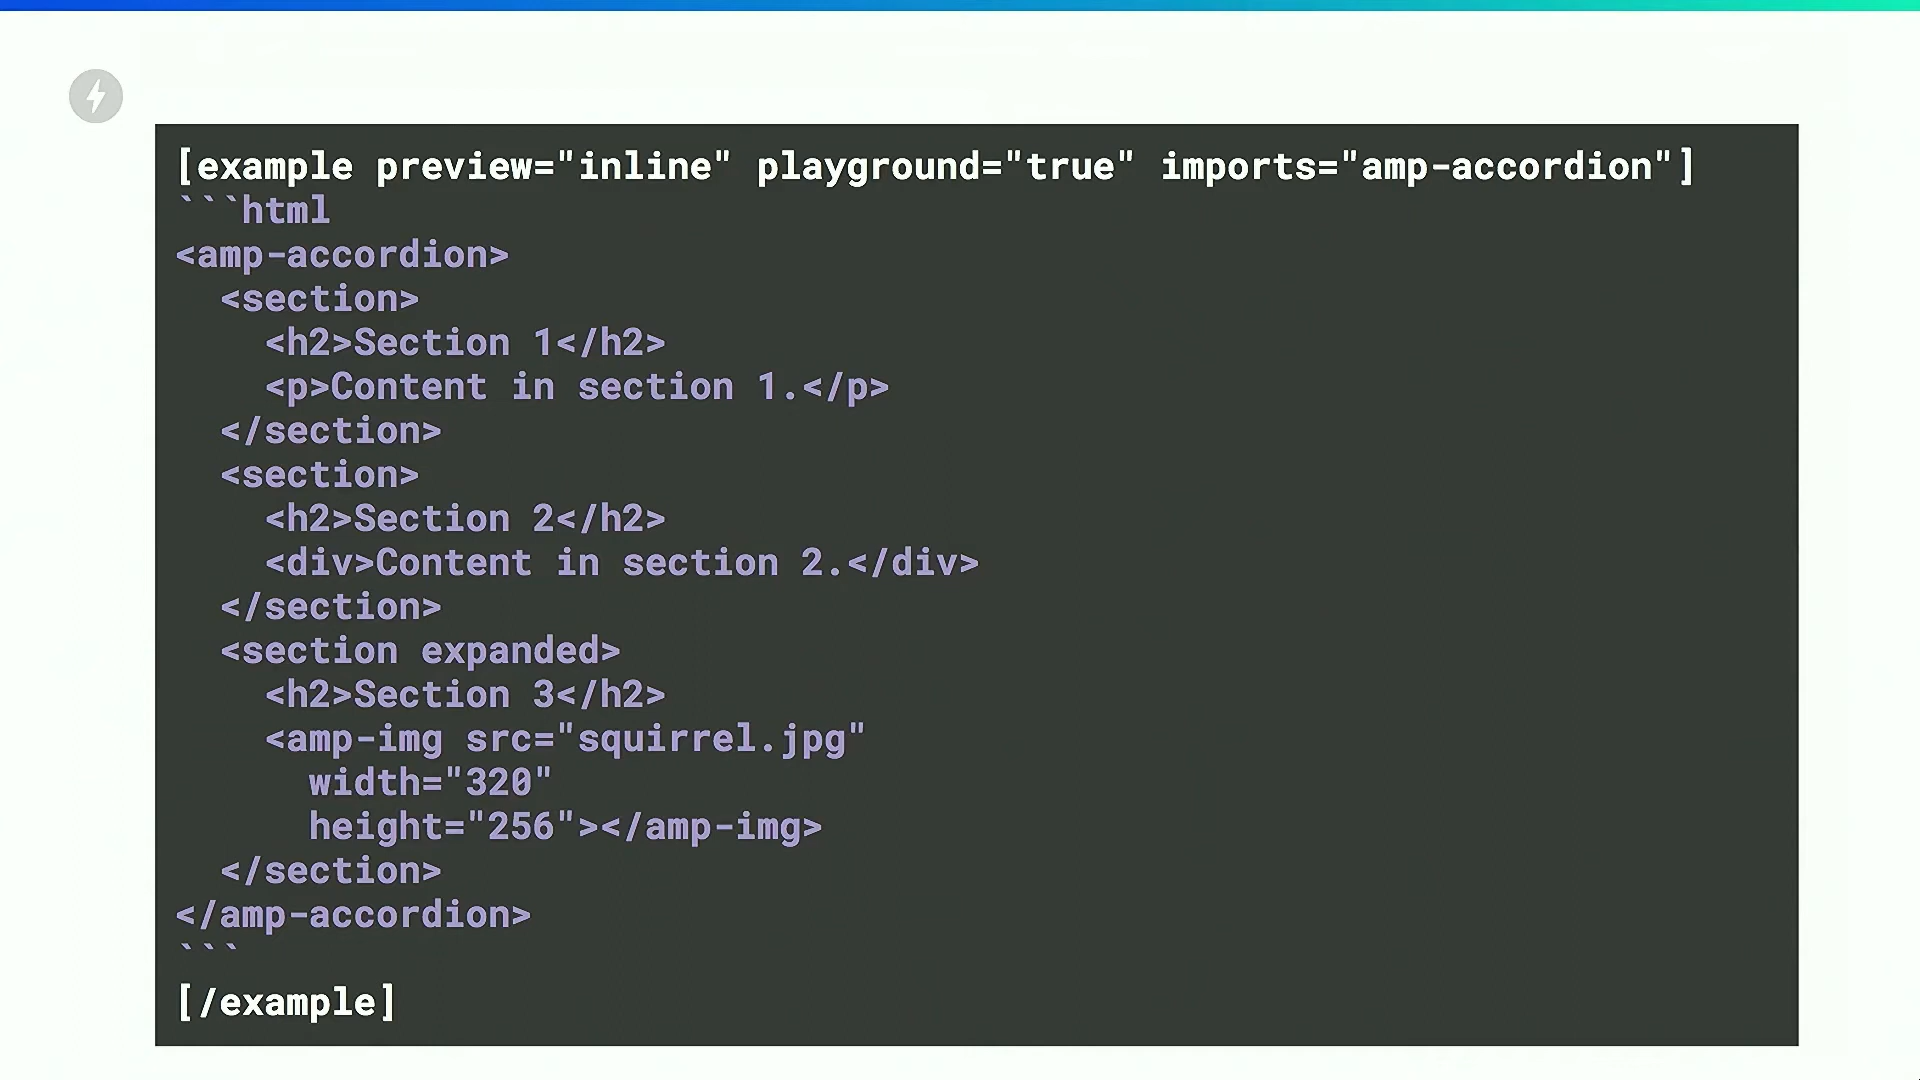 [example preview="inline" playground="true" imports="amp-accordion"]
```html
<amp-accordion>
  <section>
    <h2>Section 1</h2>
    <p>Content in section 1.</p>
  </section>
  <section>
    <h2>Section 2</h2>
    <div>Content in section 2.</div>
  </section>
  <section expanded>
    <h2>Section 3</h2>
    <amp-img src="squirrel.jpg"
      width="320"
      height="256"></amp-img>
  </section>
</amp-accordion>
```
[/example]